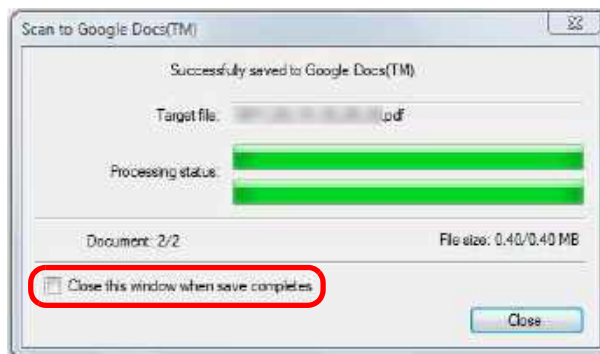 Scan to Google Docs(TM)
Successfully saved to Google Docs(TM).
Target file: .pdf
Processing status:
Document: 2/2 File size: 0.40/0.40 MB
Close this window when save completes
Close